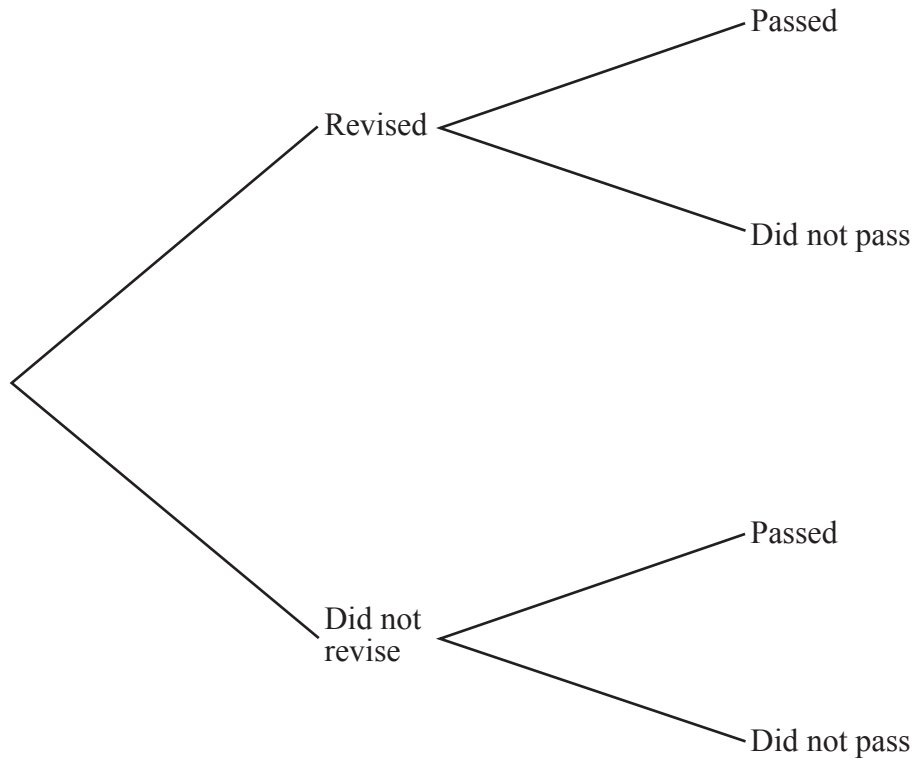 Passed
Revised
Did not pass
Passed
Did not
revise
Did not pass